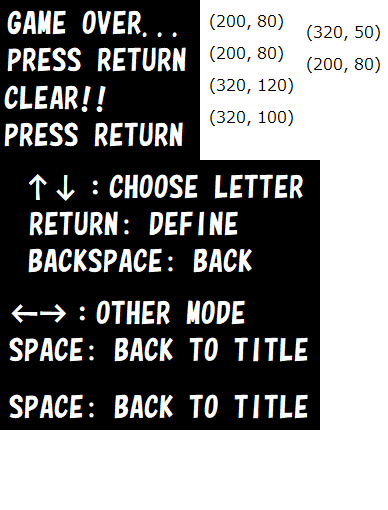 GAME OVER...
PRESS RETURN
CLEAR!!
PRESS RETURN
(200, 80)
(200, 80)
(320, 120)
(320, 100)
(320, 50)
(200, 80)
↑↓:CHOOSE LETTER
RETURN: DEFINE
BACKSPACE: BACK
←→:OTHER MODE
SPACE: BACK TO TITLE
SPACE: BACK TO TITLE